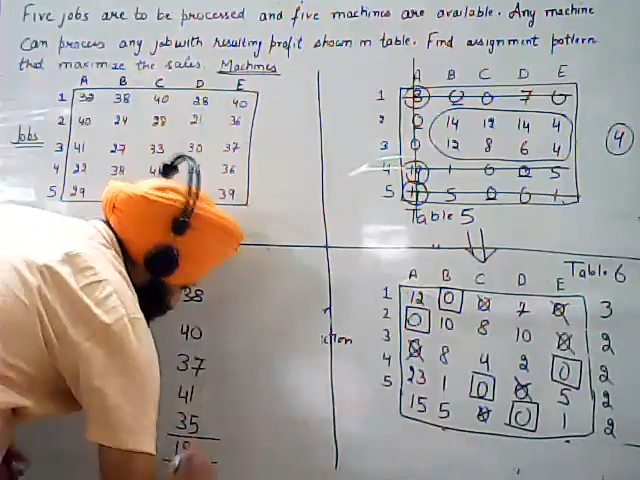 Five jobs are to be processed and five machines are available. Any machine
can process any job with resulting profit shown in table. Find assignment pattern
that maximize the sales. Machines
A B C D E
1 32 38 40 28 40
Jobs 2 40 24 28 21 36
3 41 27 33 30 37
4 22 38 41 36
5 29 39
38
40
37
41
35
A B C D E
1 0 0 7 0
2 0 14 12 14 4
3 0 12 8 6 4
4 1 0 0 5
5 5 0 6 1
4
Table 5
Table 6
A B C D E
1 12 0 0 7 0 3
2 0 10 8 10 0 2
3 0 8 4 2 0 2
4 23 1 0 0 5 2
5 15 5 0 0 1 2